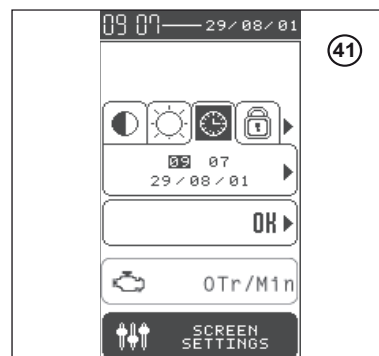 09 07 29/08/01
41
09 07
29/08/01
OK
0Tr/Min
SCREEN
SETTINGS